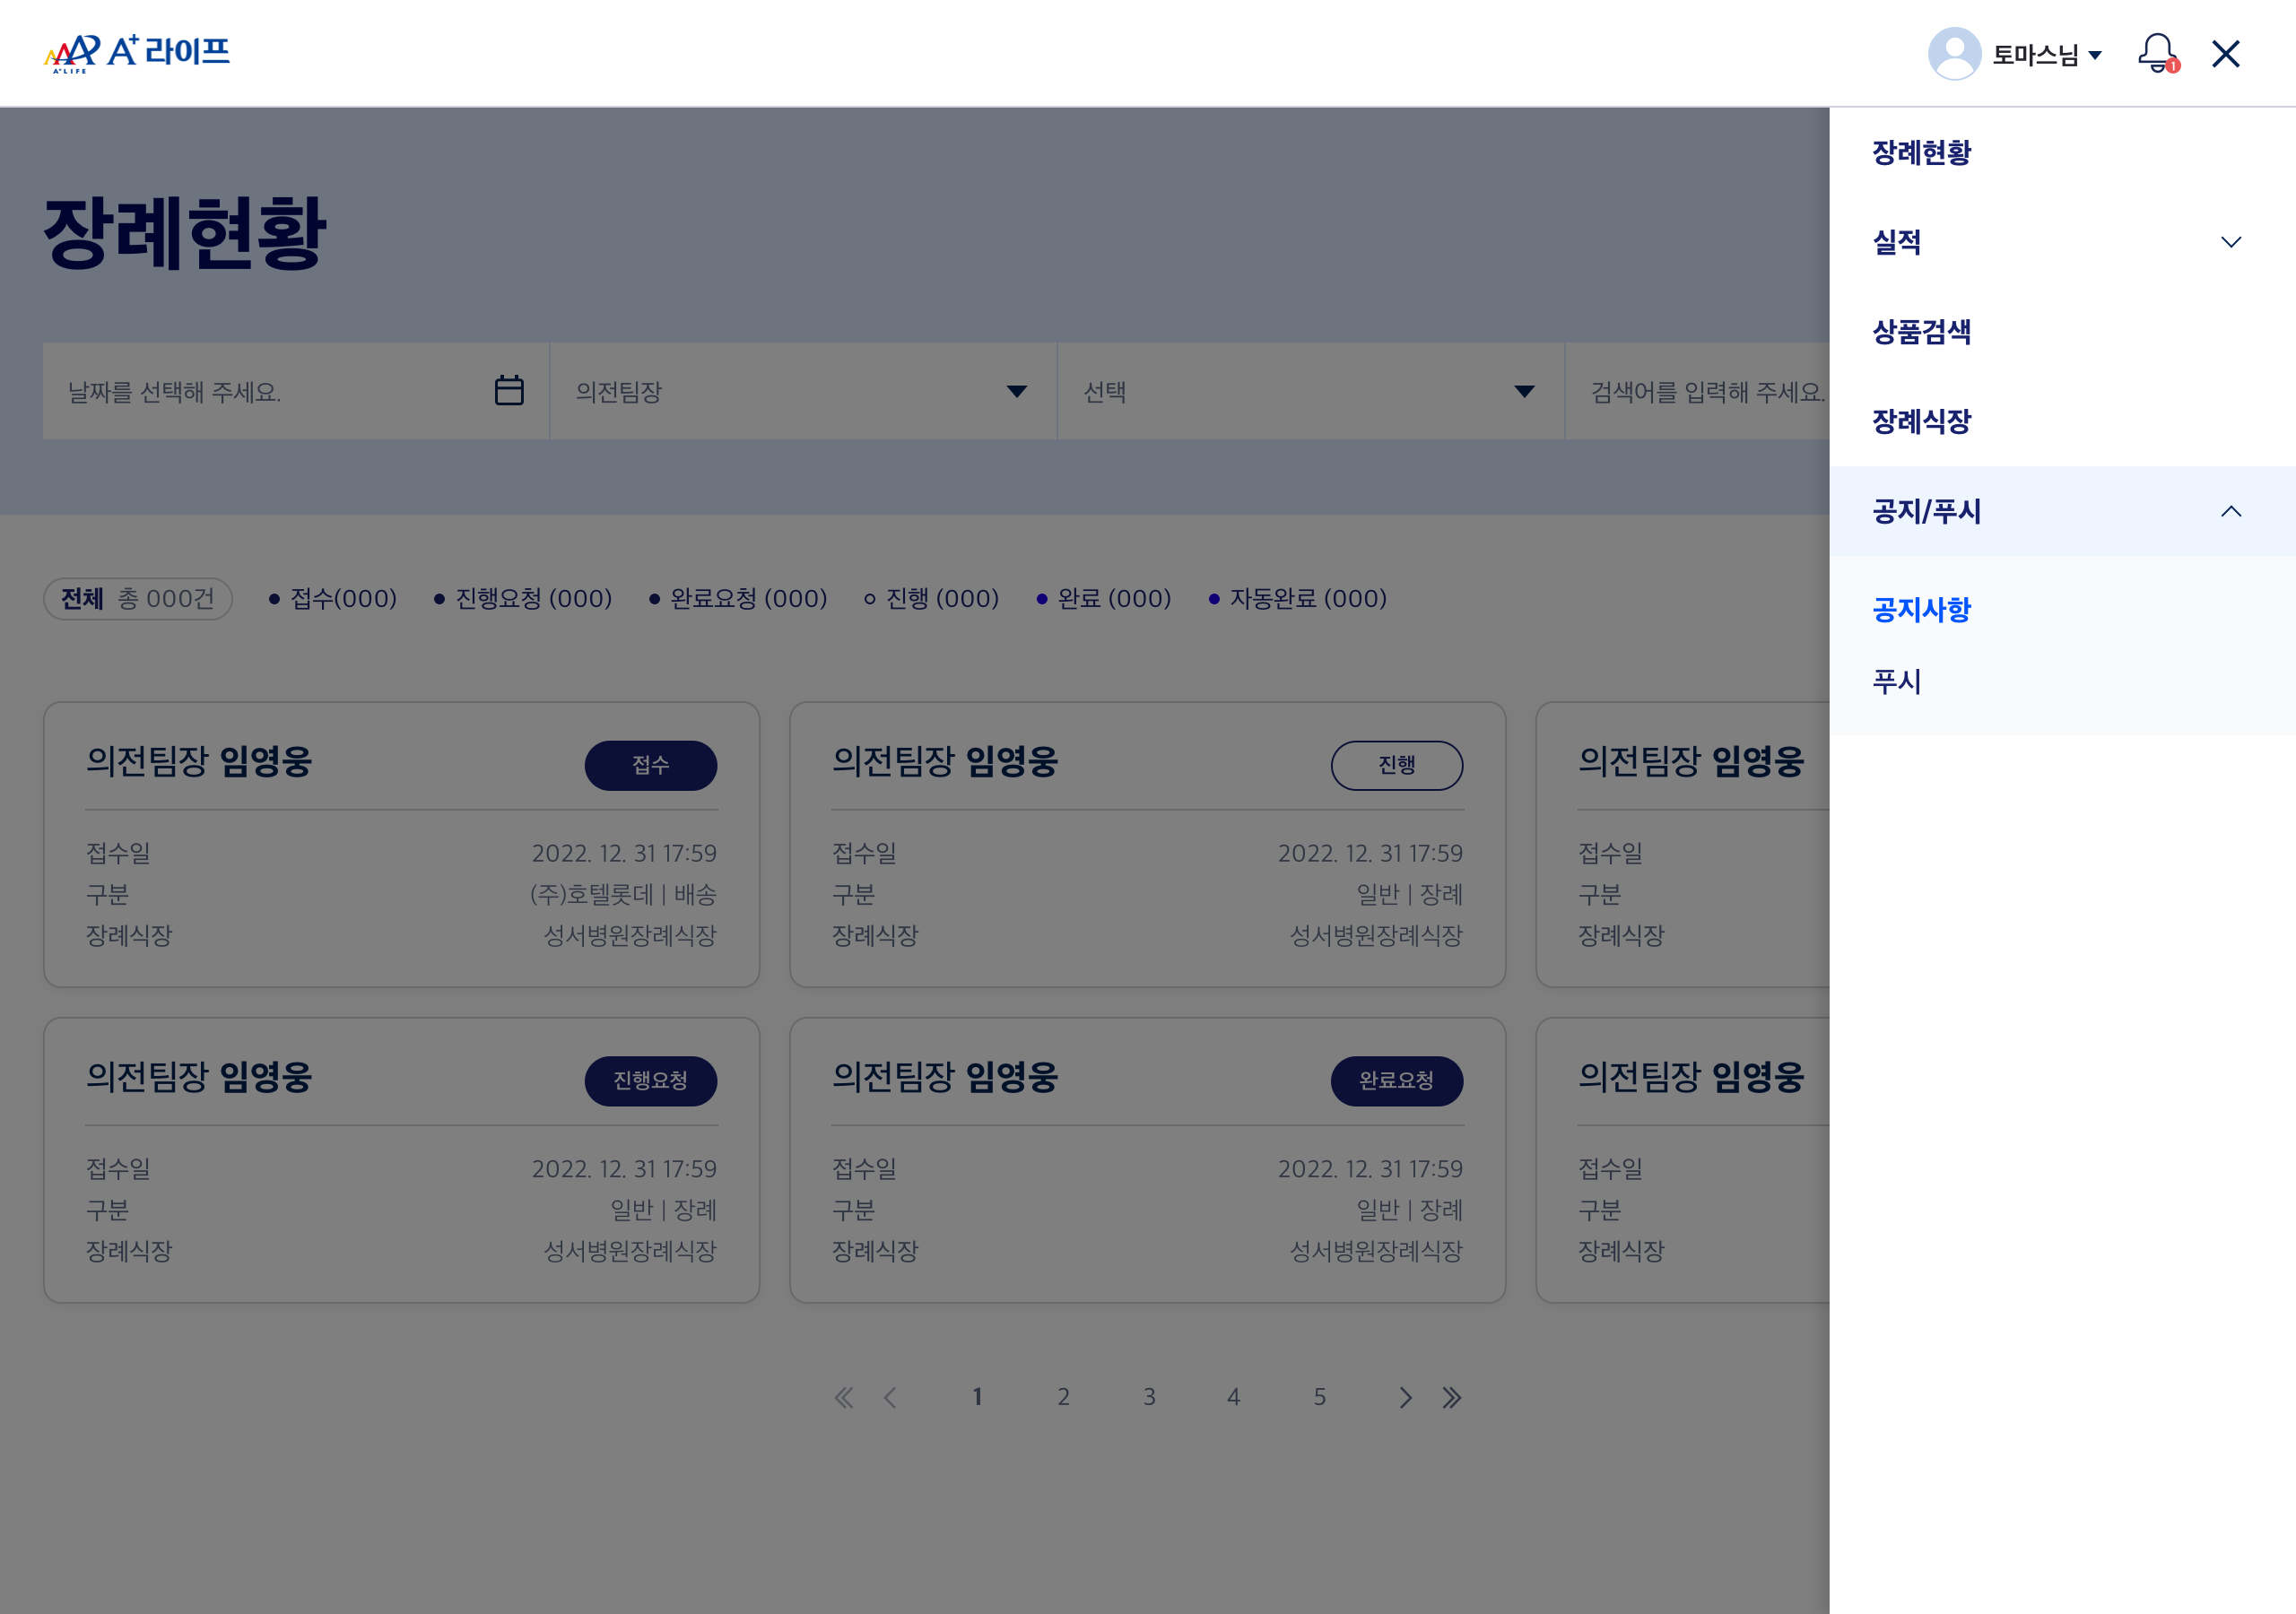 A+ LIFE A+ 라이프
토마스님
1
장례현황
날짜를 선택해 주세요.
의전팀장
선택
검색어를 입력해 주세요.
전체 총 000건
접수(000)
진행요청 (000)
완료요청 (000)
진행 (000)
완료 (000)
자동완료 (000)
의전팀장 임영웅
접수
접수일 2022. 12. 31 17:59
구분 (주)호텔롯데 | 배송
장례식장 성서병원장례식장
의전팀장 임영웅
진행
접수일 2022. 12. 31 17:59
구분 일반 | 장례
장례식장 성서병원장례식장
의전팀장 임영웅
접수일
구분
장례식장
의전팀장 임영웅
진행요청
접수일 2022. 12. 31 17:59
구분 일반 | 장례
장례식장 성서병원장례식장
의전팀장 임영웅
완료요청
접수일 2022. 12. 31 17:59
구분 일반 | 장례
장례식장 성서병원장례식장
의전팀장 임영웅
접수일
구분
장례식장
1 2 3 4 5
장례현황
실적
상품검색
장례식장
공지/푸시
공지사항
푸시